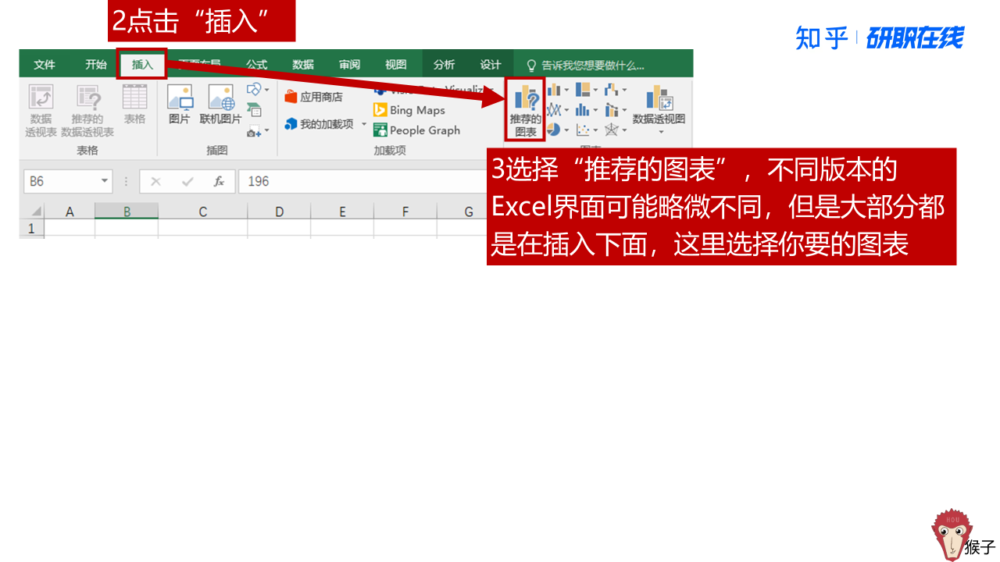 2点击“插入”
知乎 | 研职在线
文件 开始 插入 页面布局 公式 数据 审阅 视图 分析 设计 告诉我您想要做什么...
数据
透视表
推荐的
数据透视表
表格
表格
图片
联机图片
插图
应用商店
我的加载项
Bing Maps
People Graph
加载项
推荐的
图表
数据透视图
3选择“推荐的图表”，不同版本的
Excel界面可能略微不同，但是大部分都
是在插入下面，这里选择你要的图表
B6 fx 196
A B C D E F G
1
HOU
猴子